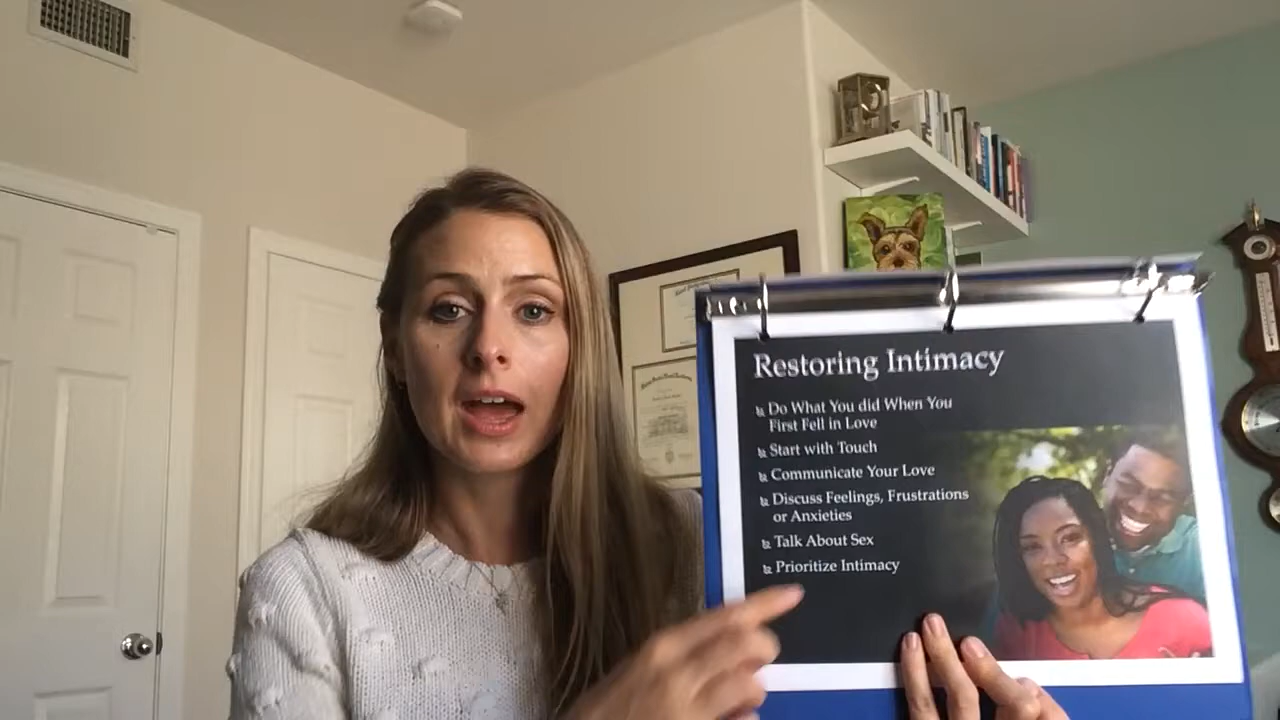 Restoring Intimacy
Do What You did When You
First Fell in Love
Start with Touch
Communicate Your Love
Discuss Feelings, Frustrations
or Anxieties
Talk About Sex
Prioritize Intimacy